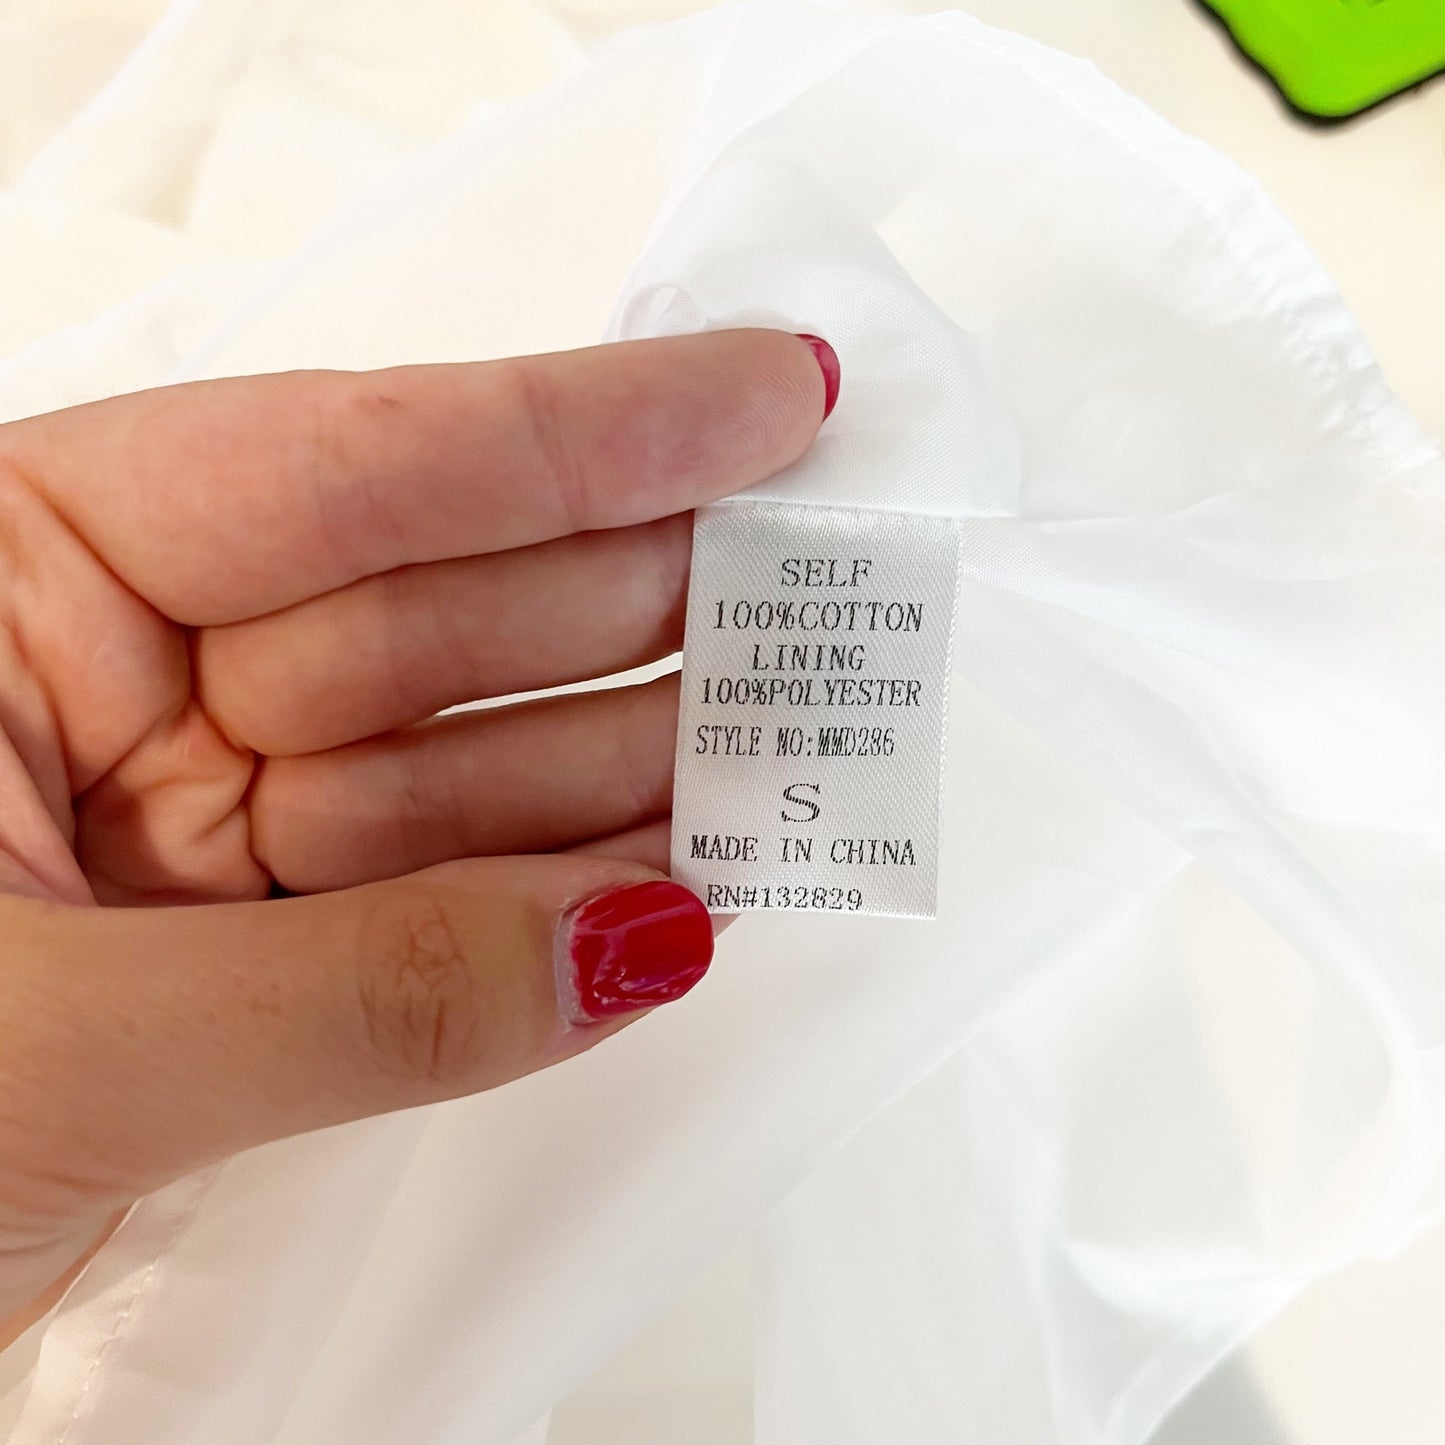 SELF
100%COTTON
LINING
100%POLYESTER
STYLE NO:MMD286
S
MADE IN CHINA
RN#132829